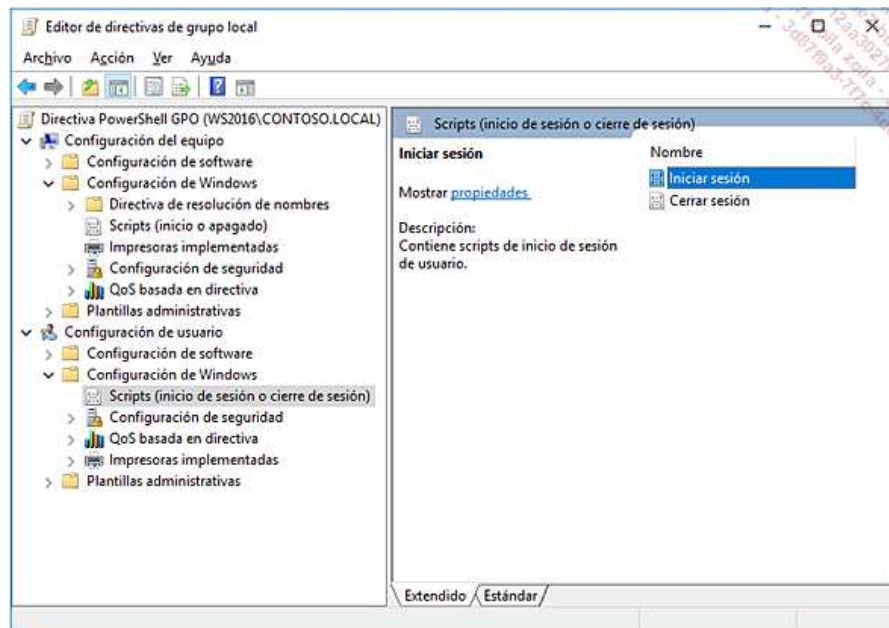 Editor de directivas de grupo local
Archivo Acción Ver Ayuda
Directiva PowerShell GPO (WS2016\CONTOSO.LOCAL)
Configuración del equipo
Configuración de software
Configuración de Windows
Directiva de resolución de nombres
Scripts (inicio o apagado)
Impresoras implementadas
Configuración de seguridad
QoS basada en directiva
Plantillas administrativas
Configuración de usuario
Configuración de software
Configuración de Windows
Scripts (inicio de sesión o cierre de sesión)
Configuración de seguridad
QoS basada en directiva
Impresoras implementadas
Plantillas administrativas
Scripts (inicio de sesión o cierre de sesión)
Iniciar sesión
Mostrar propiedades
Descripción:
Contiene scripts de inicio de sesión
de usuario.
Nombre
Iniciar sesión
Cerrar sesión
Extendido Estándar